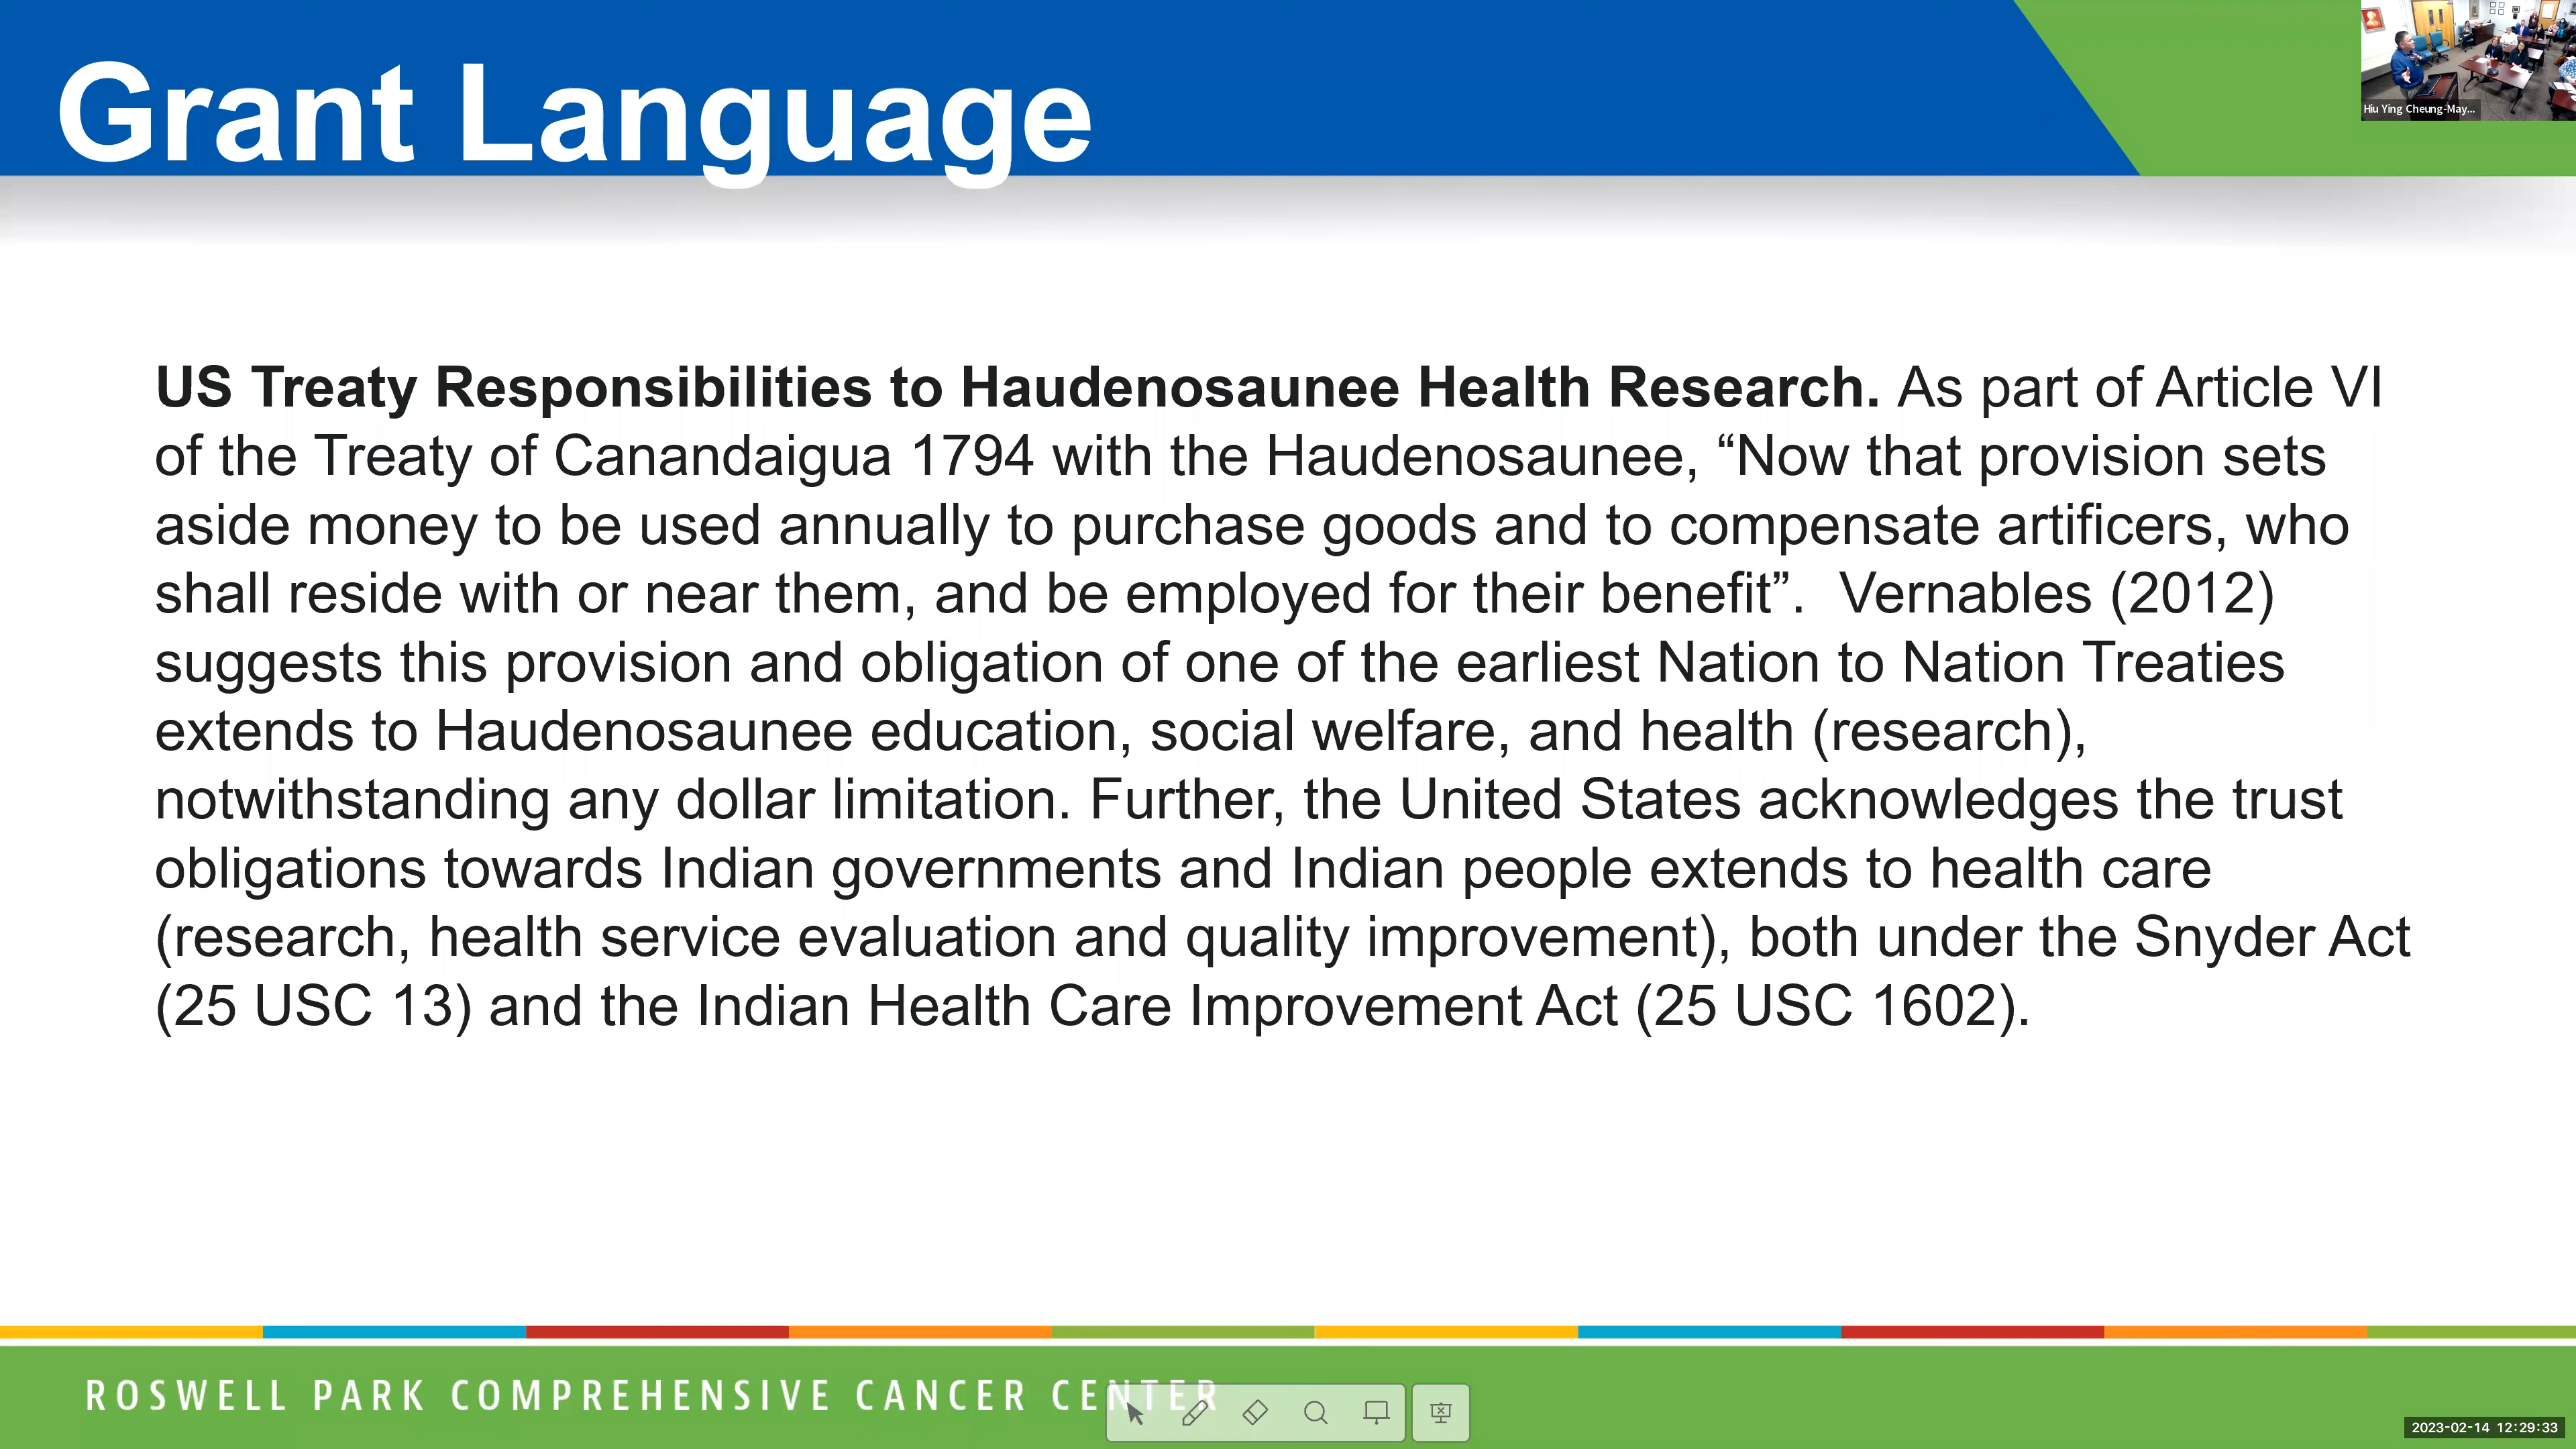 Grant Language
Hiu Ying Cheung-May...
US Treaty Responsibilities to Haudenosaunee Health Research. As part of Article VI
of the Treaty of Canandaigua 1794 with the Haudenosaunee, “Now that provision sets
aside money to be used annually to purchase goods and to compensate artificers, who
shall reside with or near them, and be employed for their benefit”.  Vernables (2012)
suggests this provision and obligation of one of the earliest Nation to Nation Treaties
extends to Haudenosaunee education, social welfare, and health (research),
notwithstanding any dollar limitation. Further, the United States acknowledges the trust
obligations towards Indian governments and Indian people extends to health care
(research, health service evaluation and quality improvement), both under the Snyder Act
(25 USC 13) and the Indian Health Care Improvement Act (25 USC 1602).
ROSWELL PARK COMPREHENSIVE CANCER CENTER
2023-02-14 12:29:33